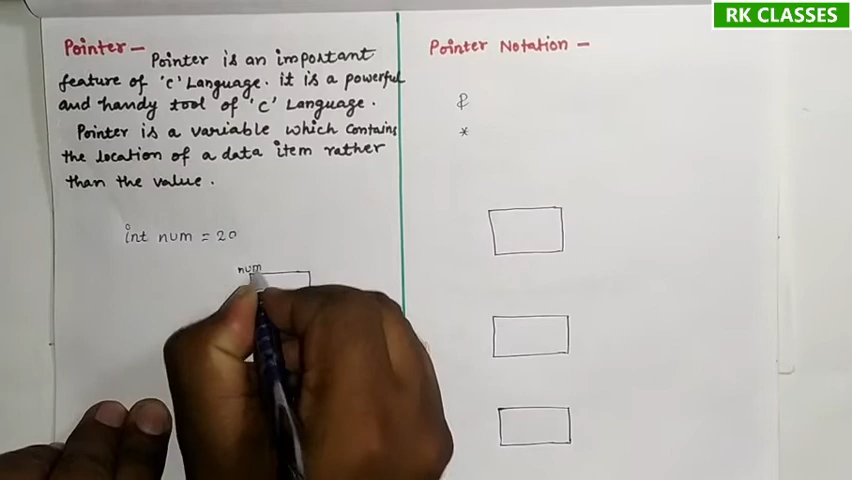 RK CLASSES
Pointer -
Pointer is an important
feature of 'c' Language. it is a powerful
and handy tool of 'C' Language.
Pointer is a variable which contains
the location of a data item rather
than the value.
int num = 20
num
Pointer Notation -
&
*